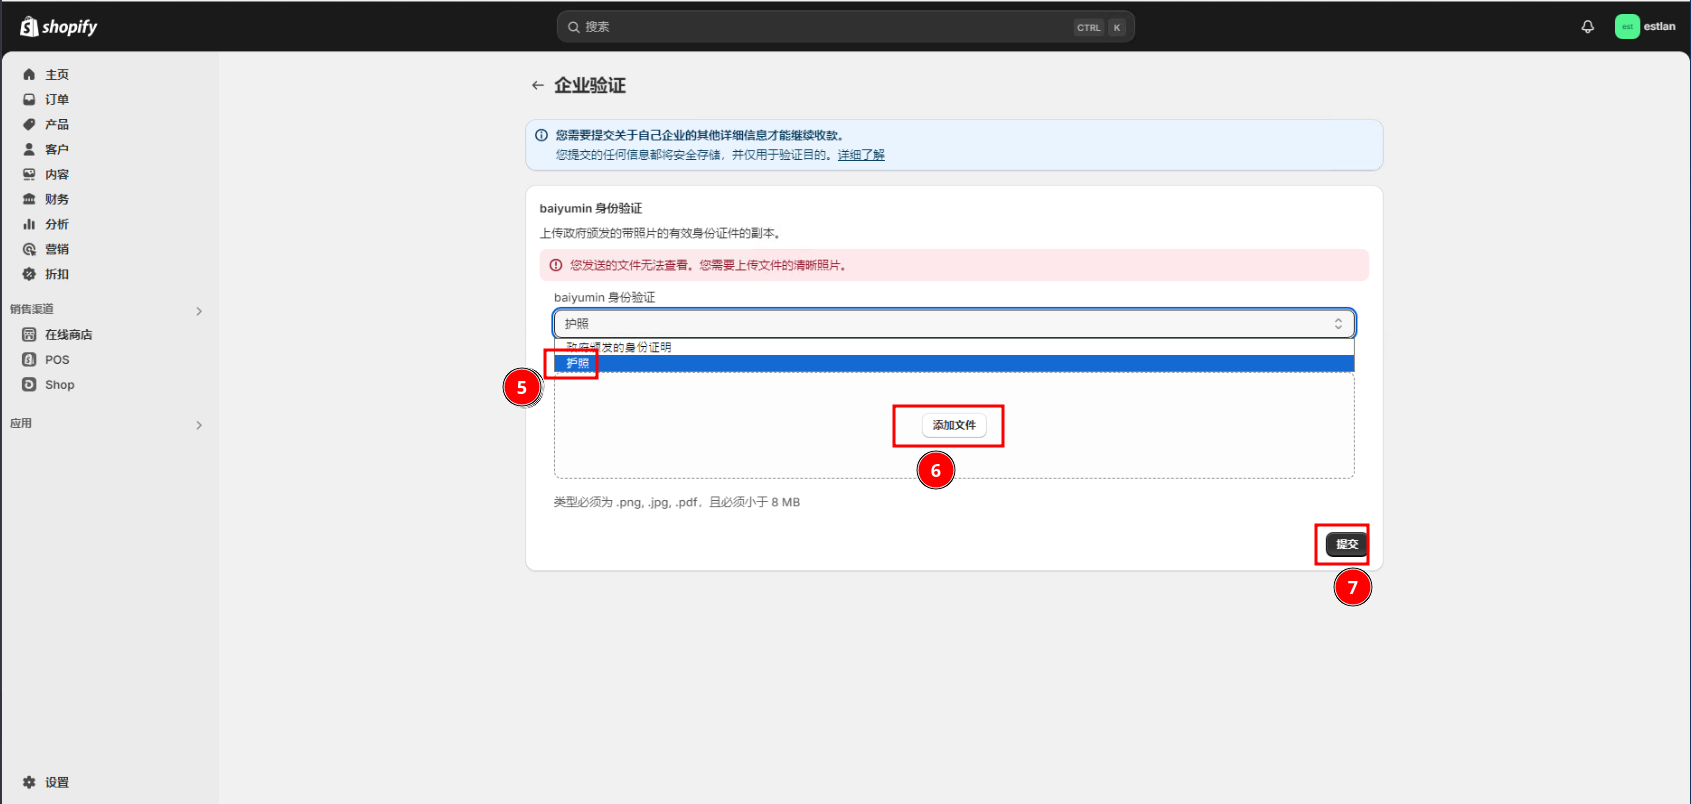 shopify
搜索
CTRL K
est
estlan
主页
订单
产品
客户
内容
财务
分析
营销
折扣
销售渠道
在线商店
POS
Shop
应用
设置
企业验证
您需要提交关于自己企业的其他详细信息才能继续收款。
您提交的任何信息都将安全存储，并仅用于验证目的。详细了解
baiyumin 身份验证
上传政府颁发的带照片的有效身份证件的副本。
您发送的文件无法查看。您需要上传文件的清晰照片。
baiyumin 身份验证
护照
政府颁发的身份证明
护照
5
添加文件
6
类型必须为 .png, .jpg, .pdf，且必须小于 8 MB
提交
7